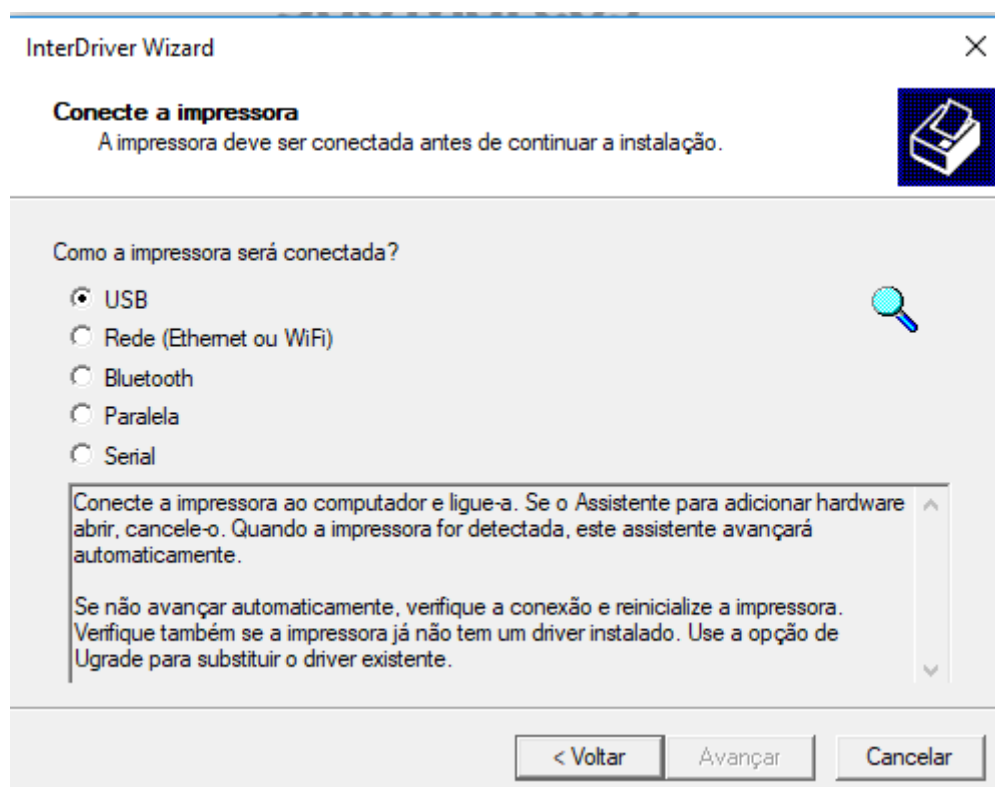 InterDriver Wizard
Conecte a impressora
A impressora deve ser conectada antes de continuar a instalação.
Como a impressora será conectada?
USB
Rede (Ethernet ou WiFi)
Bluetooth
Paralela
Serial
Conecte a impressora ao computador e ligue-a. Se o Assistente para adicionar hardware
abrir, cancele-o. Quando a impressora for detectada, este assistente avançará
automaticamente.
Se não avançar automaticamente, verifique a conexão e reinicialize a impressora.
Verifique também se a impressora já não tem um driver instalado. Use a opção de
Ugrade para substituir o driver existente.
< Voltar
Avançar
Cancelar